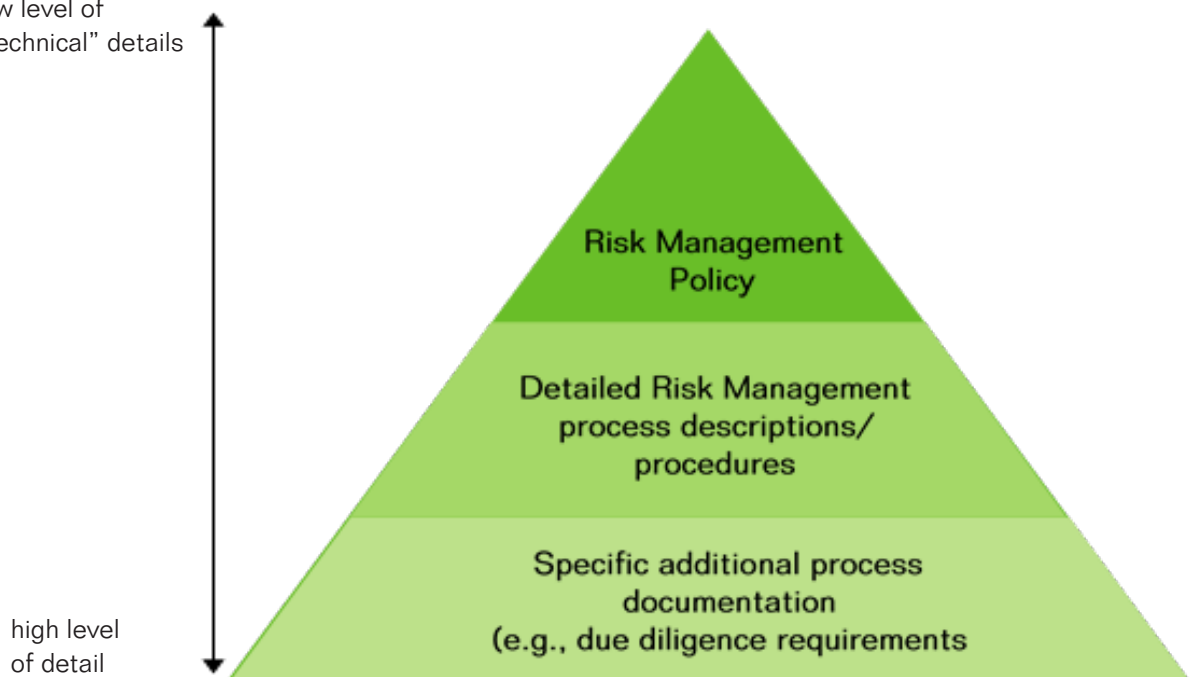 w level of
echnical” details
Risk Management
Policy
Detailed Risk Management
process descriptions/
procedures
Specific additional process
documentation
(e.g., due diligence requirements
high level
of detail